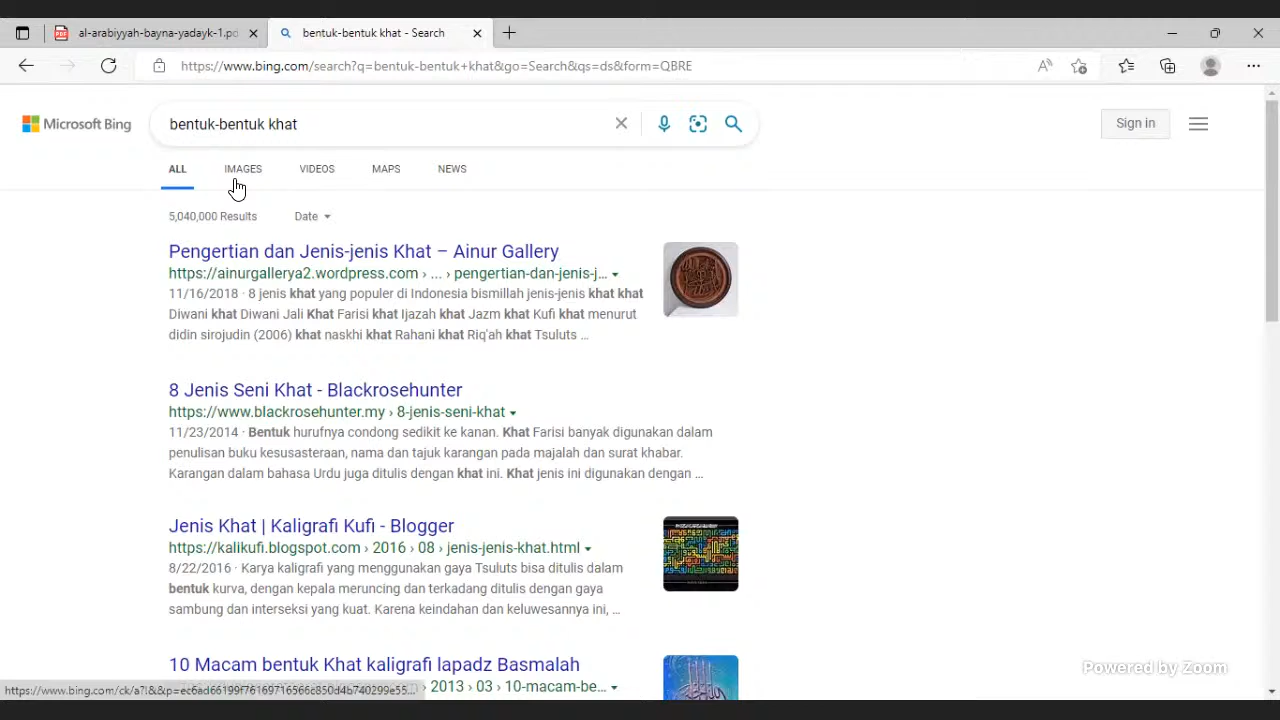 al-arabiyyah-bayna-yadayk-1.pd
bentuk-bentuk khat - Search
https://www.bing.com/search?q=bentuk-bentuk+khat&go=Search&qs=ds&form=QBRE
Microsoft Bing
bentuk-bentuk khat
Sign in
ALL IMAGES VIDEOS MAPS NEWS
5,040,000 Results Date
Pengertian dan Jenis-jenis Khat – Ainur Gallery
https://ainurgallerya2.wordpress.com › ... › pengertian-dan-jenis-j...
11/16/2018 · 8 jenis khat yang populer di Indonesia bismillah jenis-jenis khat khat
Diwani khat Diwani Jali Khat Farisi khat Ijazah khat Jazm khat Kufi khat menurut
didin sirojudin (2006) khat naskhi khat Rahani khat Riq'ah khat Tsuluts ...
8 Jenis Seni Khat - Blackrosehunter
https://www.blackrosehunter.my › 8-jenis-seni-khat
11/23/2014 · Bentuk hurufnya condong sedikit ke kanan. Khat Farisi banyak digunakan dalam
penulisan buku kesusasteraan, nama dan tajuk karangan pada majalah dan surat khabar.
Karangan dalam bahasa Urdu juga ditulis dengan khat ini. Khat jenis ini digunakan dengan ...
Jenis Khat | Kaligrafi Kufi - Blogger
https://kalikufi.blogspot.com › 2016 › 08 › jenis-jenis-khat.html
8/22/2016 · Karya kaligrafi yang menggunakan gaya Tsuluts bisa ditulis dalam
bentuk kurva, dengan kepala meruncing dan terkadang ditulis dengan gaya
sambung dan interseksi yang kuat. Karena keindahan dan keluwesannya ini, ...
10 Macam bentuk Khat kaligrafi lapadz Basmalah
› 2013 › 03 › 10-macam-be...
Powered by Zoom